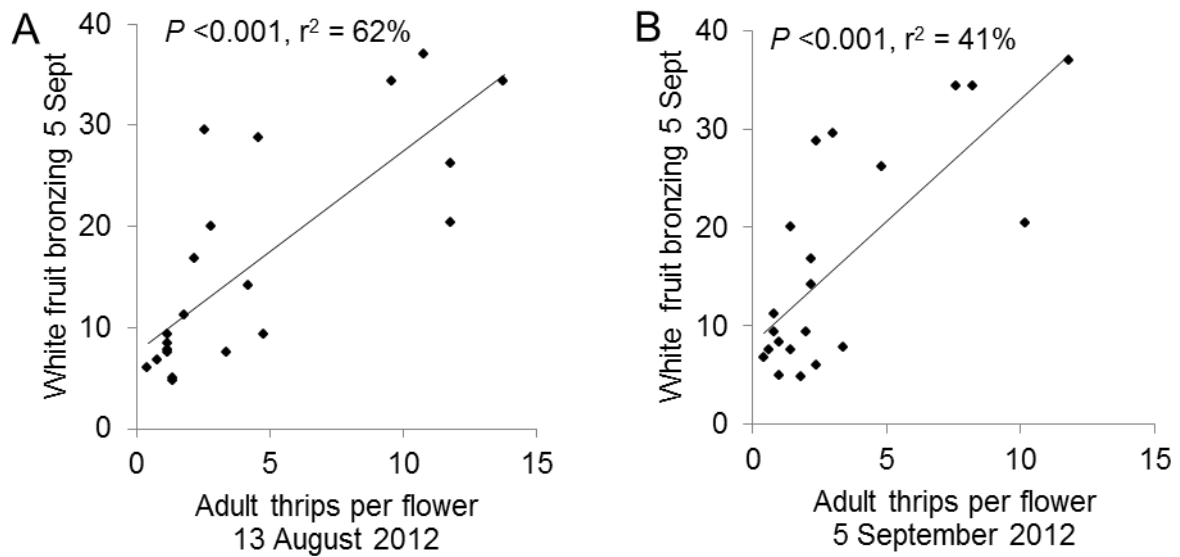 A
P <0.001, r² = 62%
White fruit bronzing 5 Sept
40
30
20
10
0
0 5 10 15
Adult thrips per flower
13 August 2012
B
P <0.001, r² = 41%
White fruit bronzing 5 Sept
40
30
20
10
0
0 5 10 15
Adult thrips per flower
5 September 2012